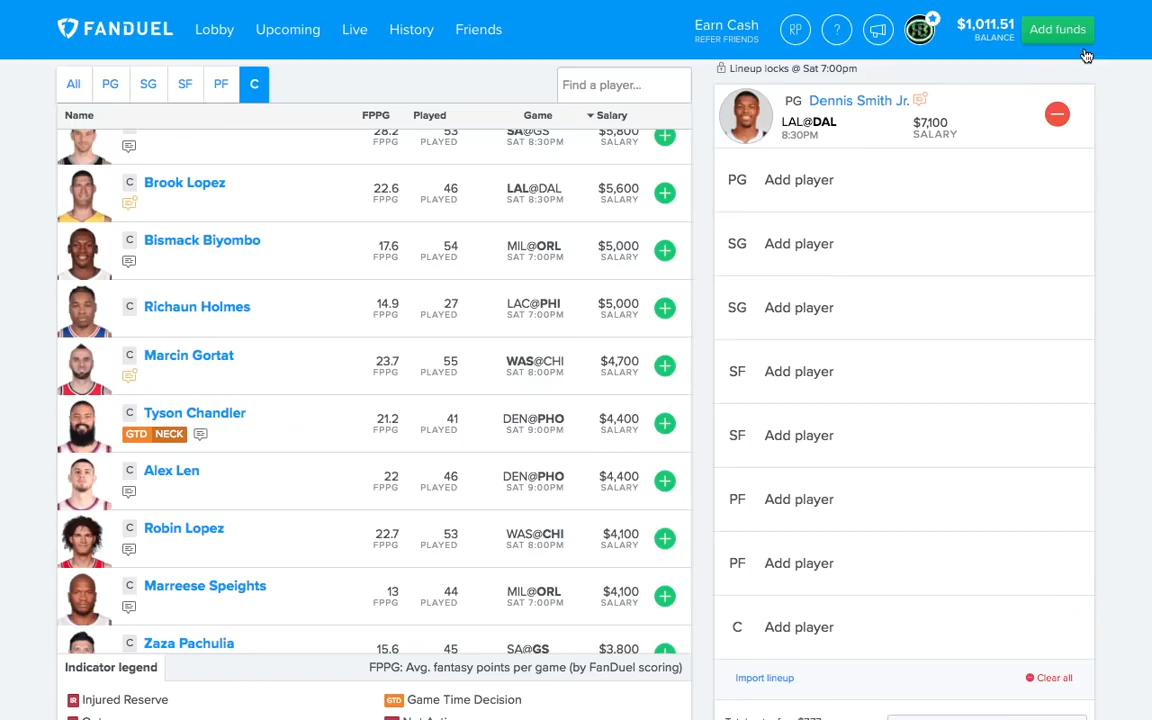 FANDUEL Lobby Upcoming Live History Friends Earn Cash REFER FRIENDS RP ? $1,011.51 BALANCE Add funds
All PG SG SF PF C Find a player...
Name FPPG Played Game Salary
28.2 FPPG 53 PLAYED SA@GS SAT 8:30PM $5,800 SALARY
C Brook Lopez 22.6 FPPG 46 PLAYED LAL@DAL SAT 8:30PM $5,600 SALARY
C Bismack Biyombo 17.6 FPPG 54 PLAYED MIL@ORL SAT 7:00PM $5,000 SALARY
C Richaun Holmes 14.9 FPPG 27 PLAYED LAC@PHI SAT 7:00PM $5,000 SALARY
C Marcin Gortat 23.7 FPPG 55 PLAYED WAS@CHI SAT 8:00PM $4,700 SALARY
C Tyson Chandler GTD NECK 21.2 FPPG 41 PLAYED DEN@PHO SAT 9:00PM $4,400 SALARY
C Alex Len 22 FPPG 46 PLAYED DEN@PHO SAT 9:00PM $4,400 SALARY
C Robin Lopez 22.7 FPPG 53 PLAYED WAS@CHI SAT 8:00PM $4,100 SALARY
C Marreese Speights 13 FPPG 44 PLAYED MIL@ORL SAT 7:00PM $4,100 SALARY
C Zaza Pachulia 15.6 45 SA@GS $3,800
Indicator legend FPPG: Avg. fantasy points per game (by FanDuel scoring)
IR Injured Reserve GTD Game Time Decision
Lineup locks @ Sat 7:00pm
PG Dennis Smith Jr.
LAL@DAL $7,100
8:30PM SALARY
PG Add player
SG Add player
SG Add player
SF Add player
SF Add player
PF Add player
PF Add player
C Add player
Import lineup Clear all